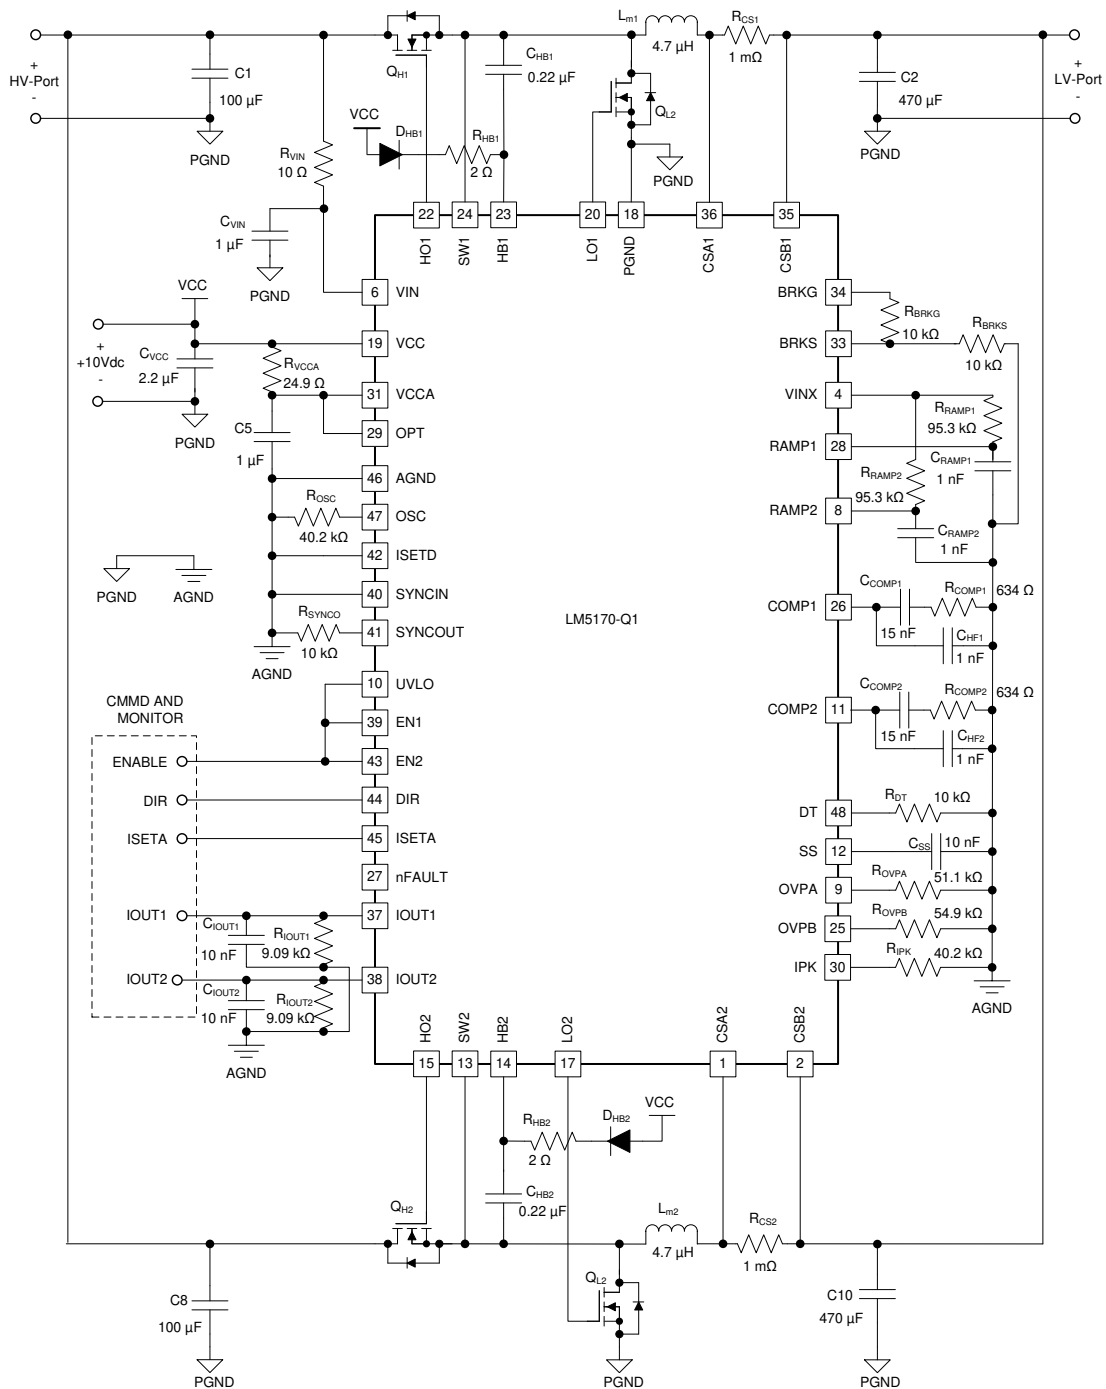 Lm1
4.7 µH
RCS1
1 mΩ
+
HV-Port
-
C1
100 µF
PGND
QH1
CHB1
0.22 µF
QL2
C2
470 µF
PGND
+
LV-Port
-
VCC
DHB1
RHB1
2 Ω
PGND
RVIN
10 Ω
CVIN
1 µF
PGND
22
24
23
20
18
36
35
HO1
SW1
HB1
LO1
PGND
CSA1
CSB1
VCC
+
+10Vdc
-
CVCC
2.2 µF
PGND
RVCCA
24.9 Ω
C5
1 µF
ROSC
40.2 kΩ
PGND
AGND
RSYNCO
10 kΩ
AGND
6 VIN
19 VCC
31 VCCA
29 OPT
46 AGND
47 OSC
42 ISETD
40 SYNCIN
41 SYNCOUT
10 UVLO
39 EN1
43 EN2
44 DIR
45 ISETA
27 nFAULT
37 IOUT1
38 IOUT2
LM5170-Q1
BRKG 34
BRKS 33
VINX 4
RAMP1 28
RAMP2 8
COMP1 26
COMP2 11
DT 48
SS 12
OVPA 9
OVPB 25
IPK 30
RBRKG
10 kΩ
RBRKS
10 kΩ
RRAMP1
95.3 kΩ
CRAMP1
1 nF
RRAMP2
95.3 kΩ
CRAMP2
1 nF
CCOMP1
15 nF
RCOMP1
634 Ω
CHF1
1 nF
CCOMP2
15 nF
RCOMP2
634 Ω
CHF2
1 nF
RDT
10 kΩ
CSS
10 nF
ROVPA
51.1 kΩ
ROVPB
54.9 kΩ
RIPK
40.2 kΩ
AGND
CMMD AND
MONITOR
ENABLE
DIR
ISETA
IOUT1
IOUT2
CIOUT1
10 nF
RIOUT1
9.09 kΩ
CIOUT2
10 nF
RIOUT2
9.09 kΩ
AGND
HO2
SW2
HB2
LO2
CSA2
CSB2
15
13
14
17
1
2
RHB2
2 Ω
DHB2
VCC
CHB2
0.22 µF
QH2
Lm2
4.7 µH
RCS2
1 mΩ
QL2
C8
100 µF
PGND
PGND
C10
470 µF
PGND